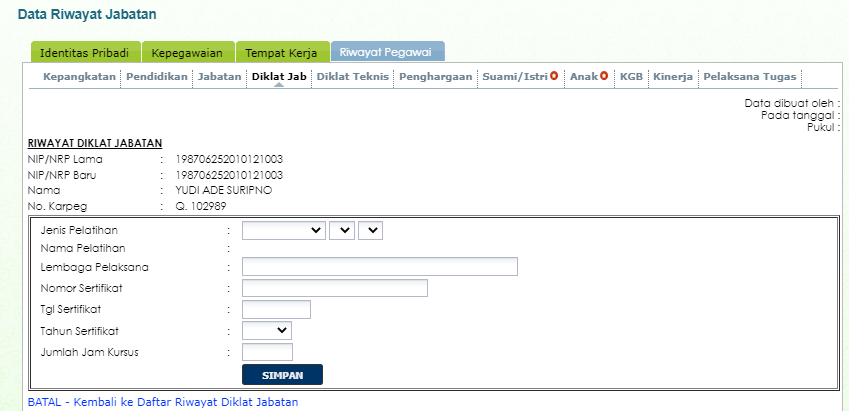 Data Riwayat Jabatan
Identitas Pribadi Kepegawaian Tempat Kerja Riwayat Pegawai
Kepangkatan Pendidikan Jabatan Diklat Jab Diklat Teknis Penghargaan Suami/Istri 0 Anak 0 KGB Kinerja Pelaksana Tugas
Data dibuat oleh :
Pada tanggal :
Pukul :
RIWAYAT DIKLAT JABATAN
NIP/NRP Lama : 198706252010121003
NIP/NRP Baru : 198706252010121003
Nama : YUDI ADE SURIPNO
No. Karpeg : Q. 102989
Jenis Pelatihan :
Nama Pelatihan :
Lembaga Pelaksana :
Nomor Sertifikat :
Tgl Sertifikat :
Tahun Sertifikat :
Jumlah Jam Kursus :
SIMPAN
BATAL - Kembali ke Daftar Riwayat Diklat Jabatan